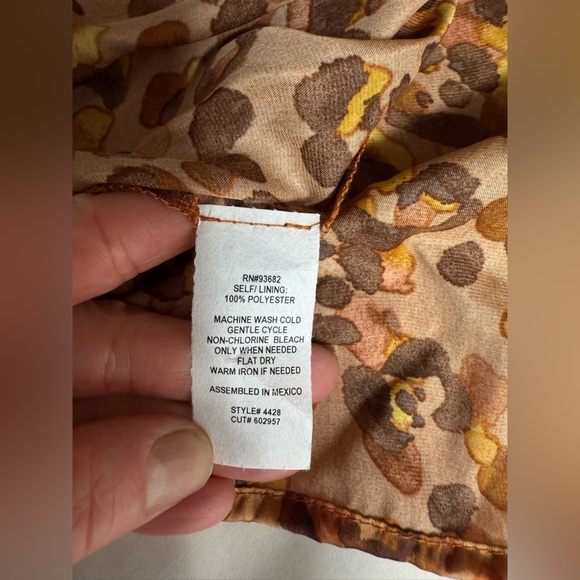 RN#93682
SELF/ LINING:
100% POLYESTER
MACHINE WASH COLD
GENTLE CYCLE
NON-CHLORINE BLEACH
ONLY WHEN NEEDED
FLAT DRY
WARM IRON IF NEEDED
ASSEMBLED IN MEXICO
STYLE# 4428
CUT# 602957